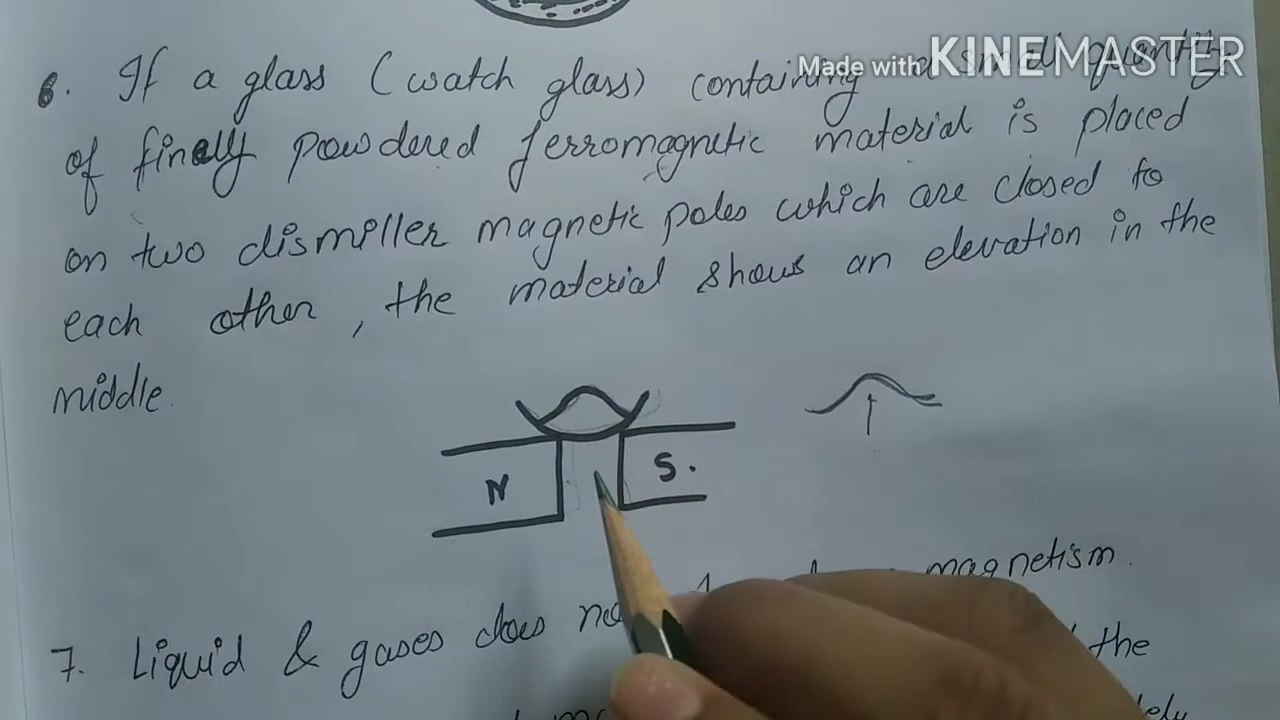 Made with KINEMASTER
6. If a glass (watch glass) containing a small quantity
of finally powdered ferromagnetic material is placed
on two dismiller magnetic poles which are closed to
each other, the material shows an elevation in the
middle.
N S.
7. Liquid & gases does magnetism.
the